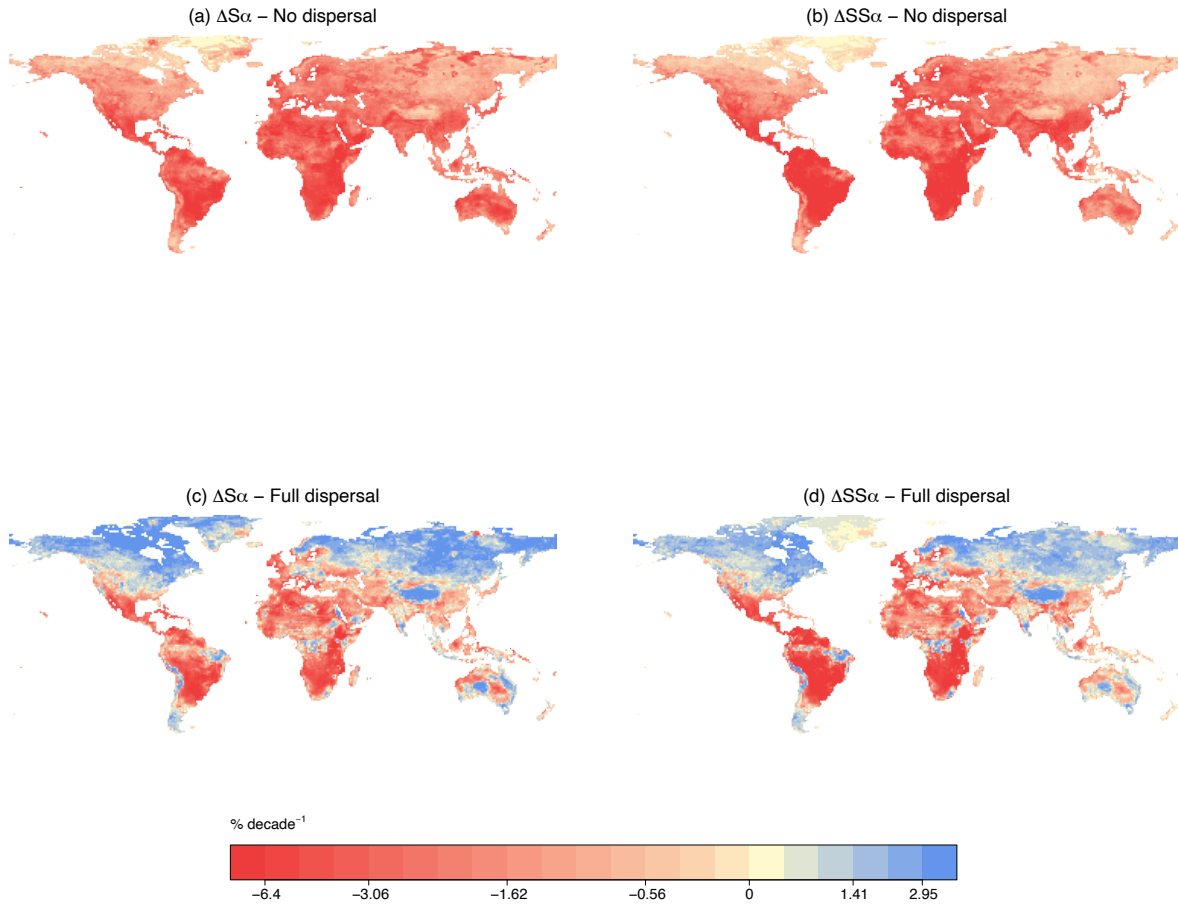 (a) ΔSα – No dispersal
(b) ΔSSα – No dispersal
(c) ΔSα – Full dispersal
(d) ΔSSα – Full dispersal
% decade⁻¹
−6.4 −3.06 −1.62 −0.56 0 1.41 2.95